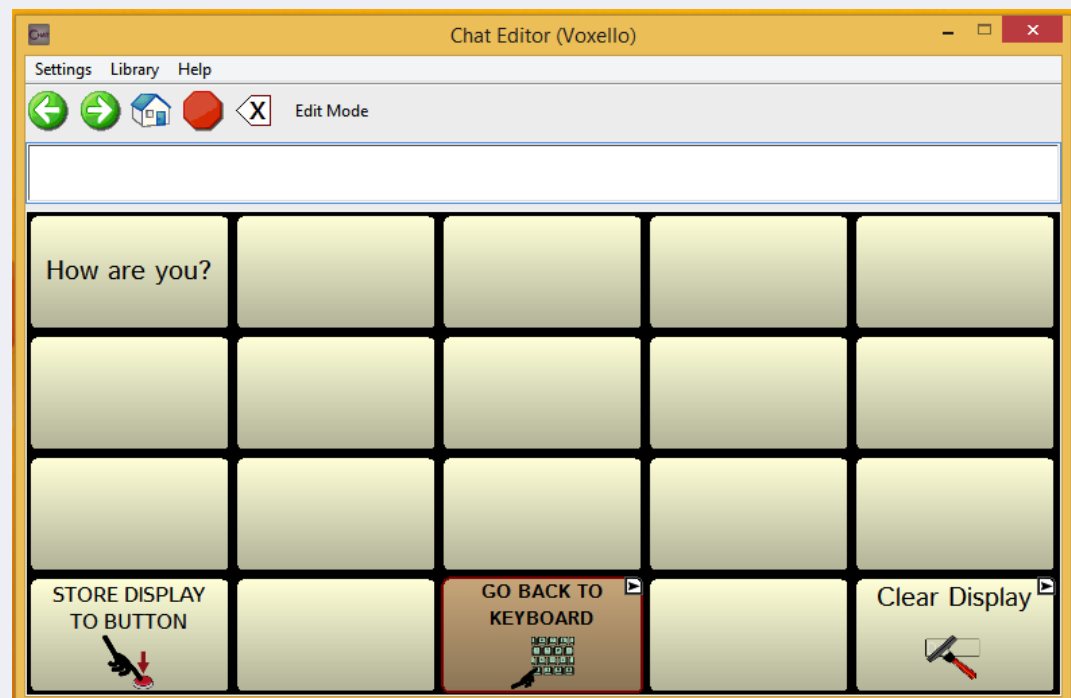 CHAT
Chat Editor (Voxello)
Settings Library Help
X Edit Mode
How are you?
STORE DISPLAY
TO BUTTON
GO BACK TO
KEYBOARD
Clear Display